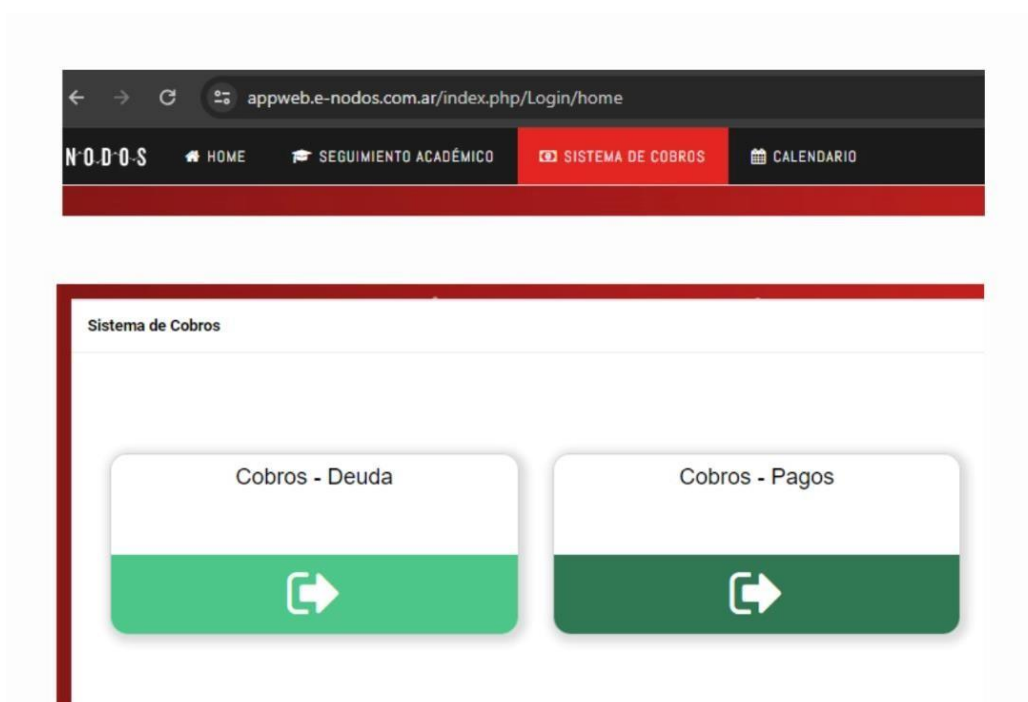 appweb.e-nodos.com.ar/index.php/Login/home
N·O·D·O·S HOME SEGUIMIENTO ACADÉMICO SISTEMA DE COBROS CALENDARIO
Sistema de Cobros
Cobros - Deuda Cobros - Pagos